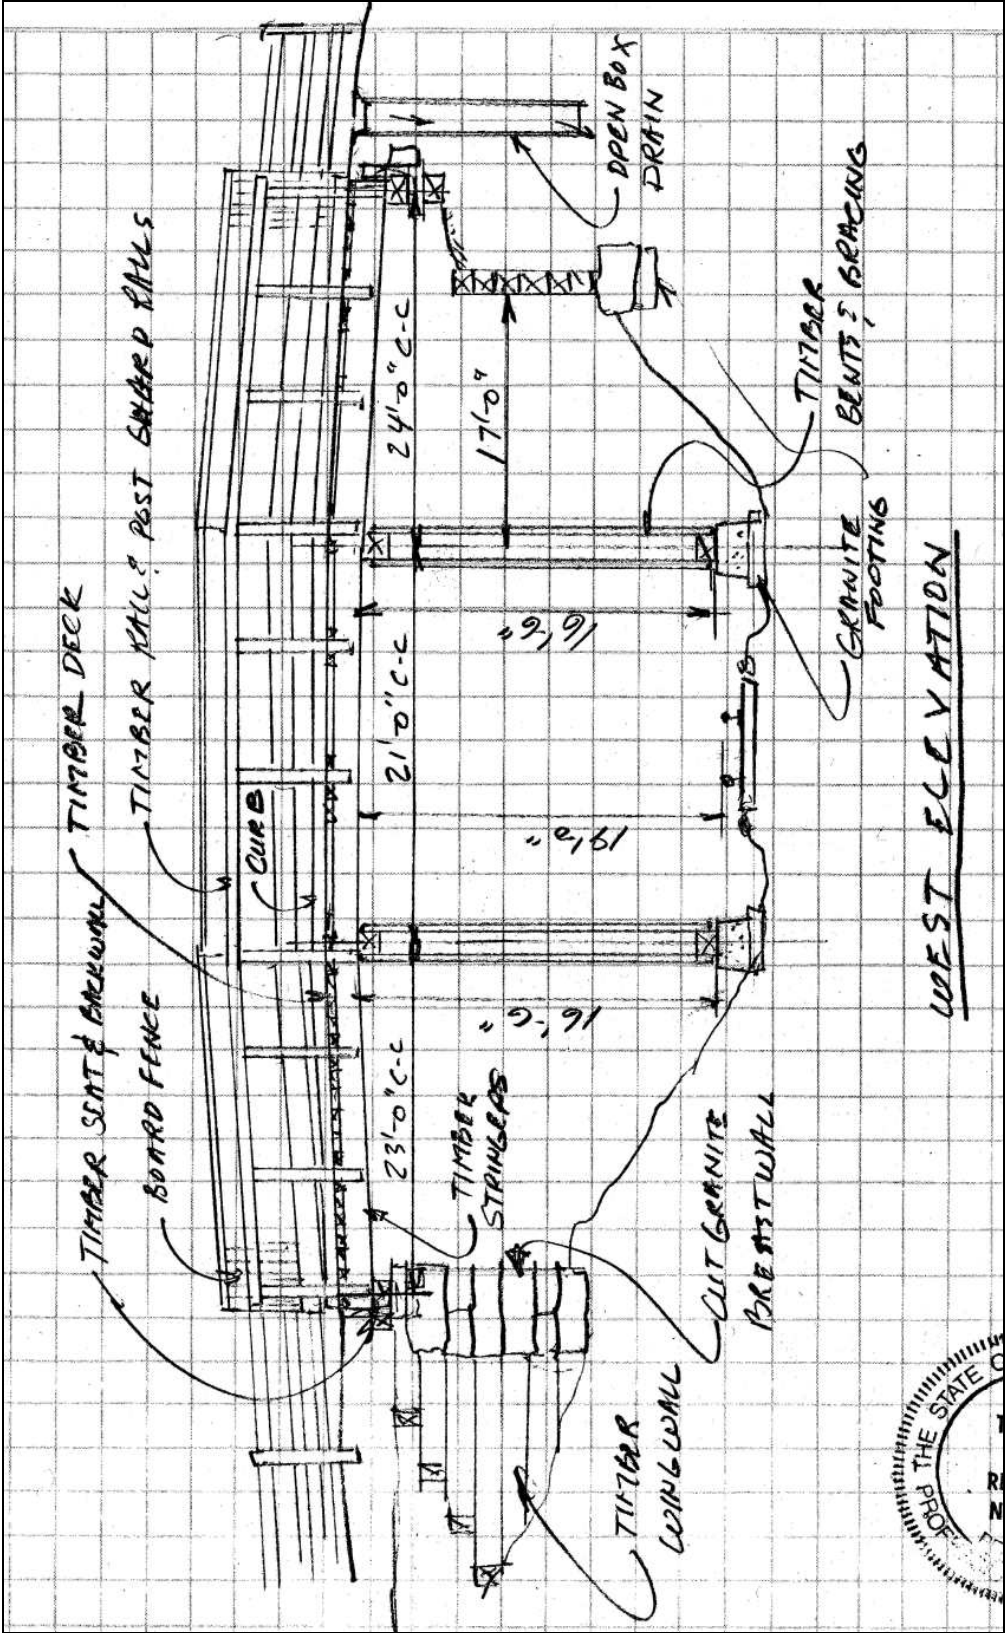 TIMBER SEAT & BACKWALL
TIMBER DECK
BOARD FENCE
TIMBER RAIL & POST GUARD RAILS
CURB
23'-0" C-C
21'-0" C-C
24'-0" C-C
17'-0"
16'-6"
19'-0"
16'-6"
OPEN BOX
DRAIN
TIMBER
STRINGERS
TIMBER
BENTS & BRACING
GRANITE
FOOTING
CUT GRANITE
BREASTWALL
TIMBER
WINGWALL
WEST ELEVATION
THE STATE O
PROF